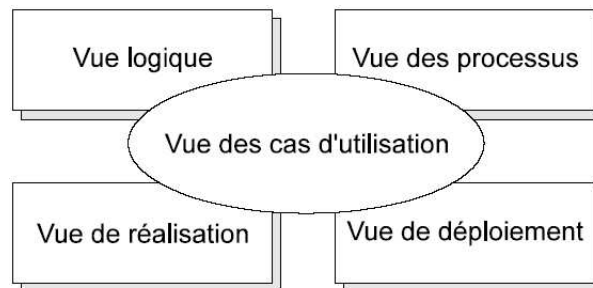 Vue logique
Vue des processus
Vue des cas d'utilisation
Vue de réalisation
Vue de déploiement